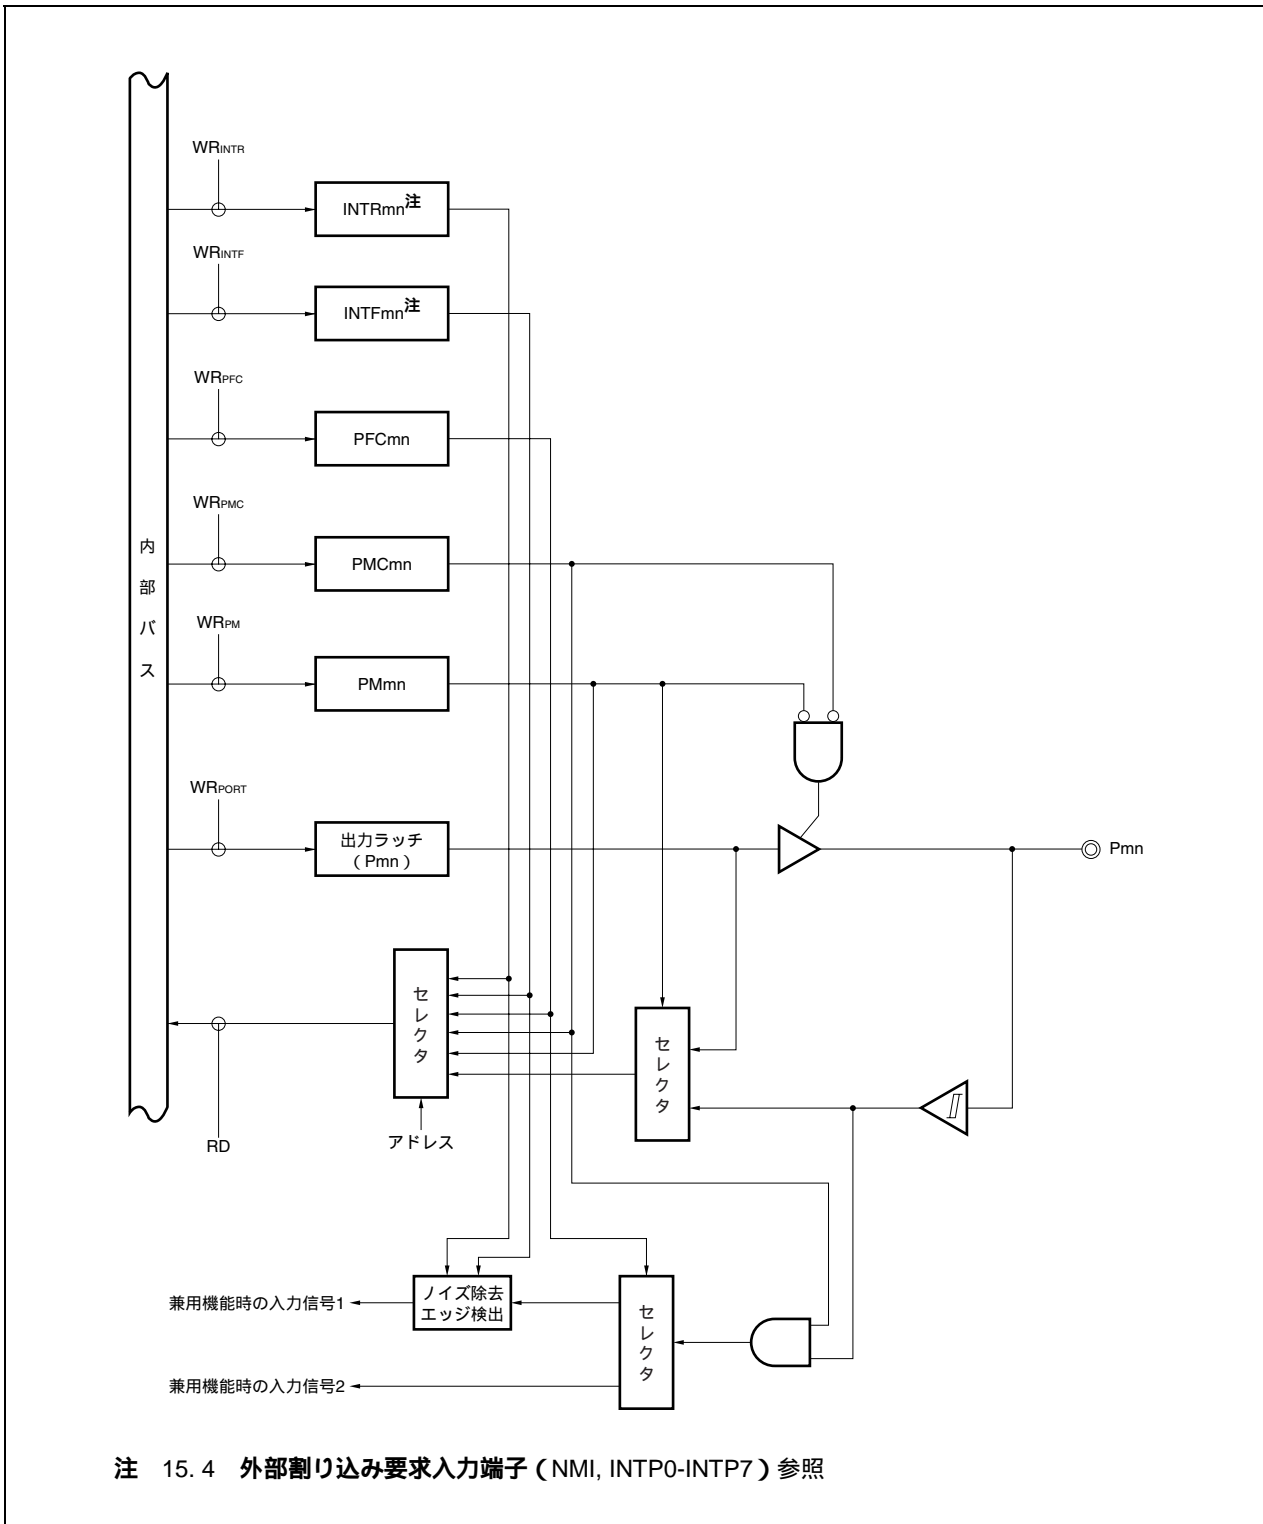 WRINTR
INTRmn注
WRINTF
INTFmn注
WRPFC
PFCmn
WRPMC
PMCmn
内部バス
WRPM
PMmn
WRPORT
出力ラッチ
（Pmn）
Pmn
セレクタ
セレクタ
RD
アドレス
ノイズ除去
エッジ検出
兼用機能時の入力信号1
セレクタ
兼用機能時の入力信号2
注 15. 4 外部割り込み要求入力端子（NMI, INTP0-INTP7）参照